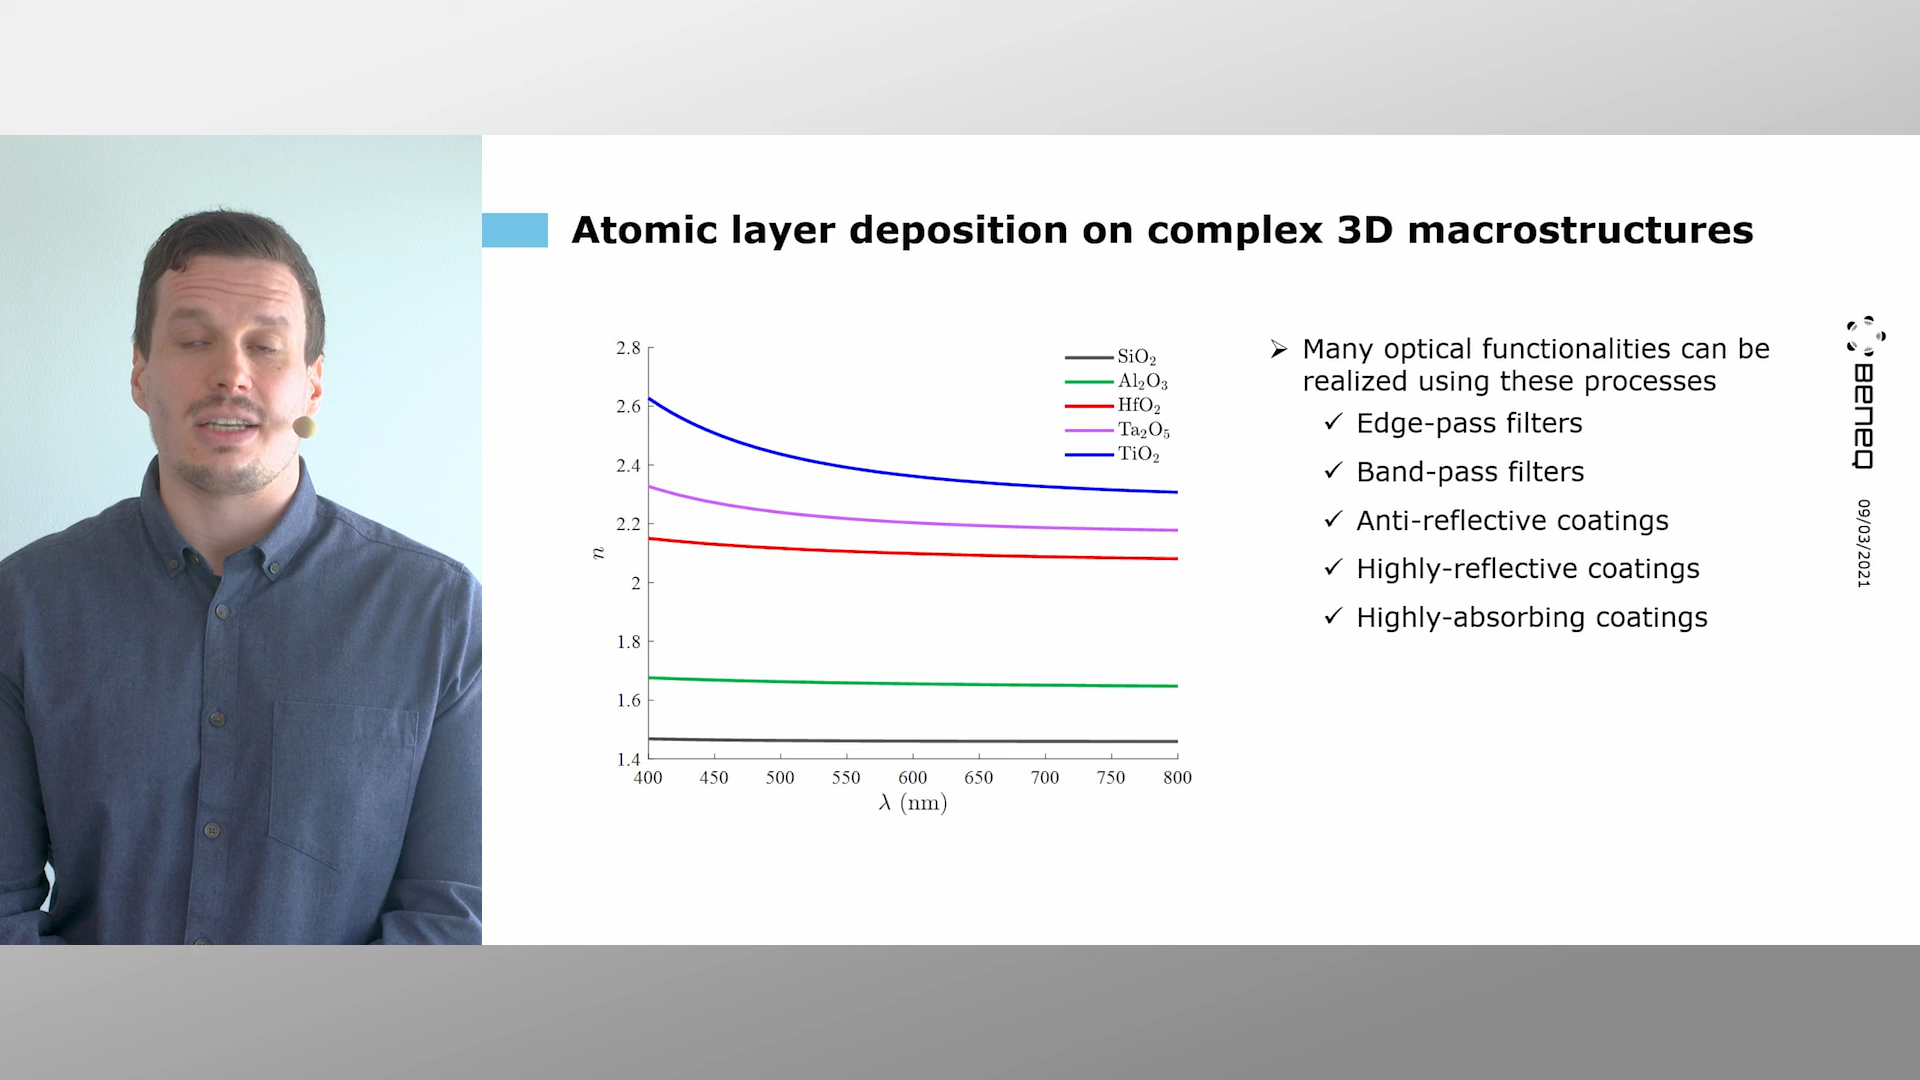 Atomic layer deposition on complex 3D macrostructures
2.8
2.6
2.4
2.2
2
1.8
1.6
1.4
n
400 450 500 550 600 650 700 750 800
λ (nm)
SiO₂
Al₂O₃
HfO₂
Ta₂O₅
TiO₂
➢ Many optical functionalities can be
realized using these processes
✓ Edge-pass filters
✓ Band-pass filters
✓ Anti-reflective coatings
✓ Highly-reflective coatings
✓ Highly-absorbing coatings
BENEQ
09/03/2021